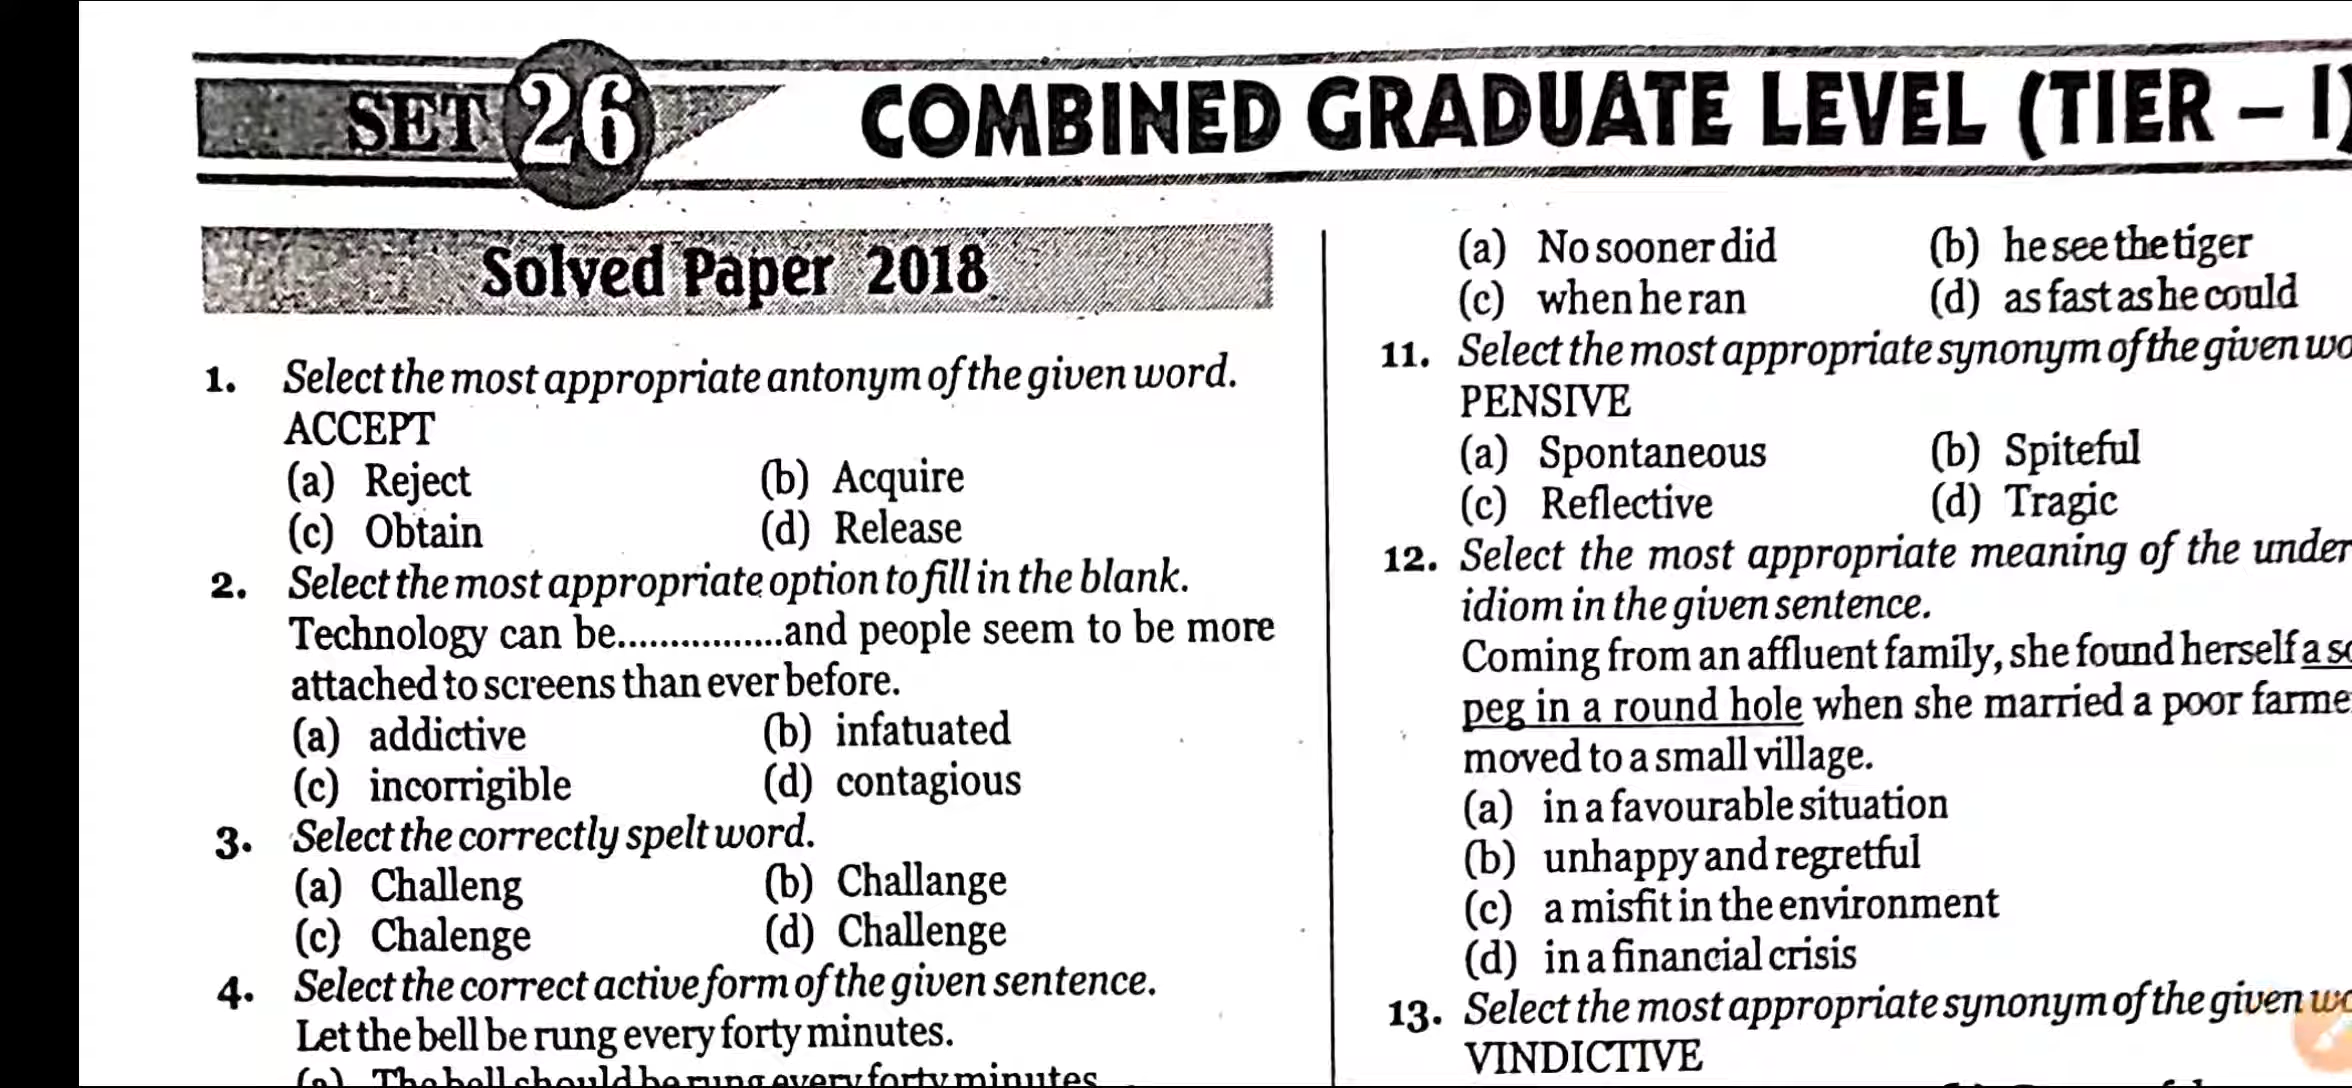 SET 26 COMBINED GRADUATE LEVEL (TIER – I)
Solved Paper 2018
1. Select the most appropriate antonym of the given word.
ACCEPT
(a) Reject (b) Acquire
(c) Obtain (d) Release
2. Select the most appropriate option to fill in the blank.
Technology can be................and people seem to be more
attached to screens than ever before.
(a) addictive (b) infatuated
(c) incorrigible (d) contagious
3. Select the correctly spelt word.
(a) Challeng (b) Challange
(c) Chalenge (d) Challenge
4. Select the correct active form of the given sentence.
Let the bell be rung every forty minutes.
(a) The bell should be rung every forty minutes
(a) No sooner did (b) he see the tiger
(c) when he ran (d) as fast as he could
11. Select the most appropriate synonym of the given
PENSIVE
(a) Spontaneous (b) Spiteful
(c) Reflective (d) Tragic
12. Select the most appropriate meaning of the
idiom in the given sentence.
Coming from an affluent family, she found herself a
peg in a round hole when she married a poor
moved to a small village.
(a) in a favourable situation
(b) unhappy and regretful
(c) a misfit in the environment
(d) in a financial crisis
13. Select the most appropriate synonym of the given
VINDICTIVE